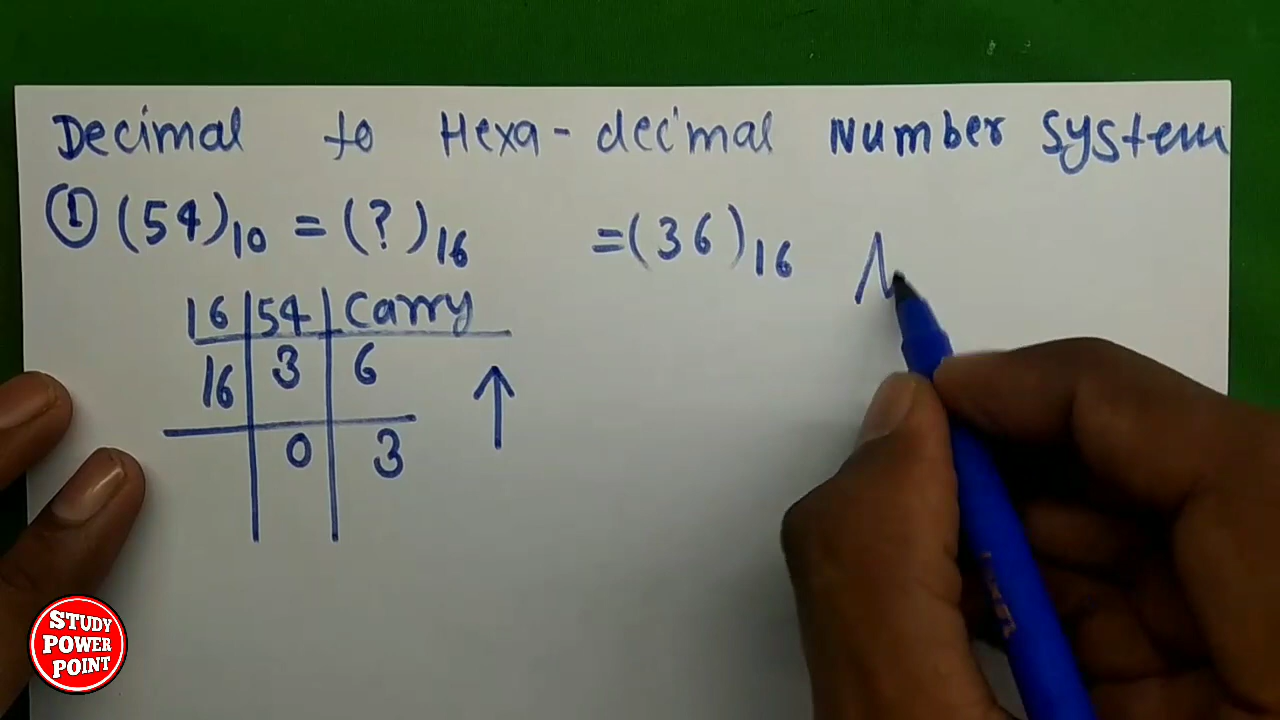 Decimal to Hexa-decimal Number System
① (54)₁₀ = (?)₁₆ =(36)₁₆
16 54 Carry
16 3 6
0 3
STUDY
POWER
POINT